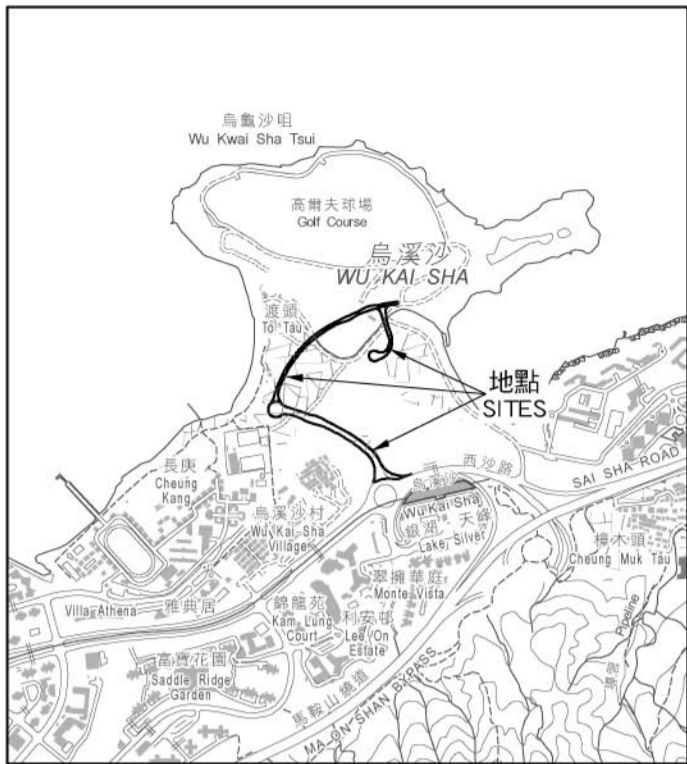 烏龜沙咀
Wu Kwai Sha Tsui
高爾夫球場
Golf Course
烏溪沙
WU KAI SHA
渡頭
To Tau
地點
SITES
西沙路
SAI SHA ROAD
長庚
Cheung
Kang
烏溪沙
Wu Kai Sha
烏溪沙村
Wu Kai Sha
Village
銀湖
天峰
Lake Silver
樟木頭
Cheung Muk Tau
翠擁華庭
Monte Vista
Villa Athena
雅典居
錦龍苑
Kam Lung
Court
利安邨
Lee On
Estate
富寶花園
Saddle Ridge
Garden
馬鞍山繞道
MA ON SHAN BYPASS
Pipeline